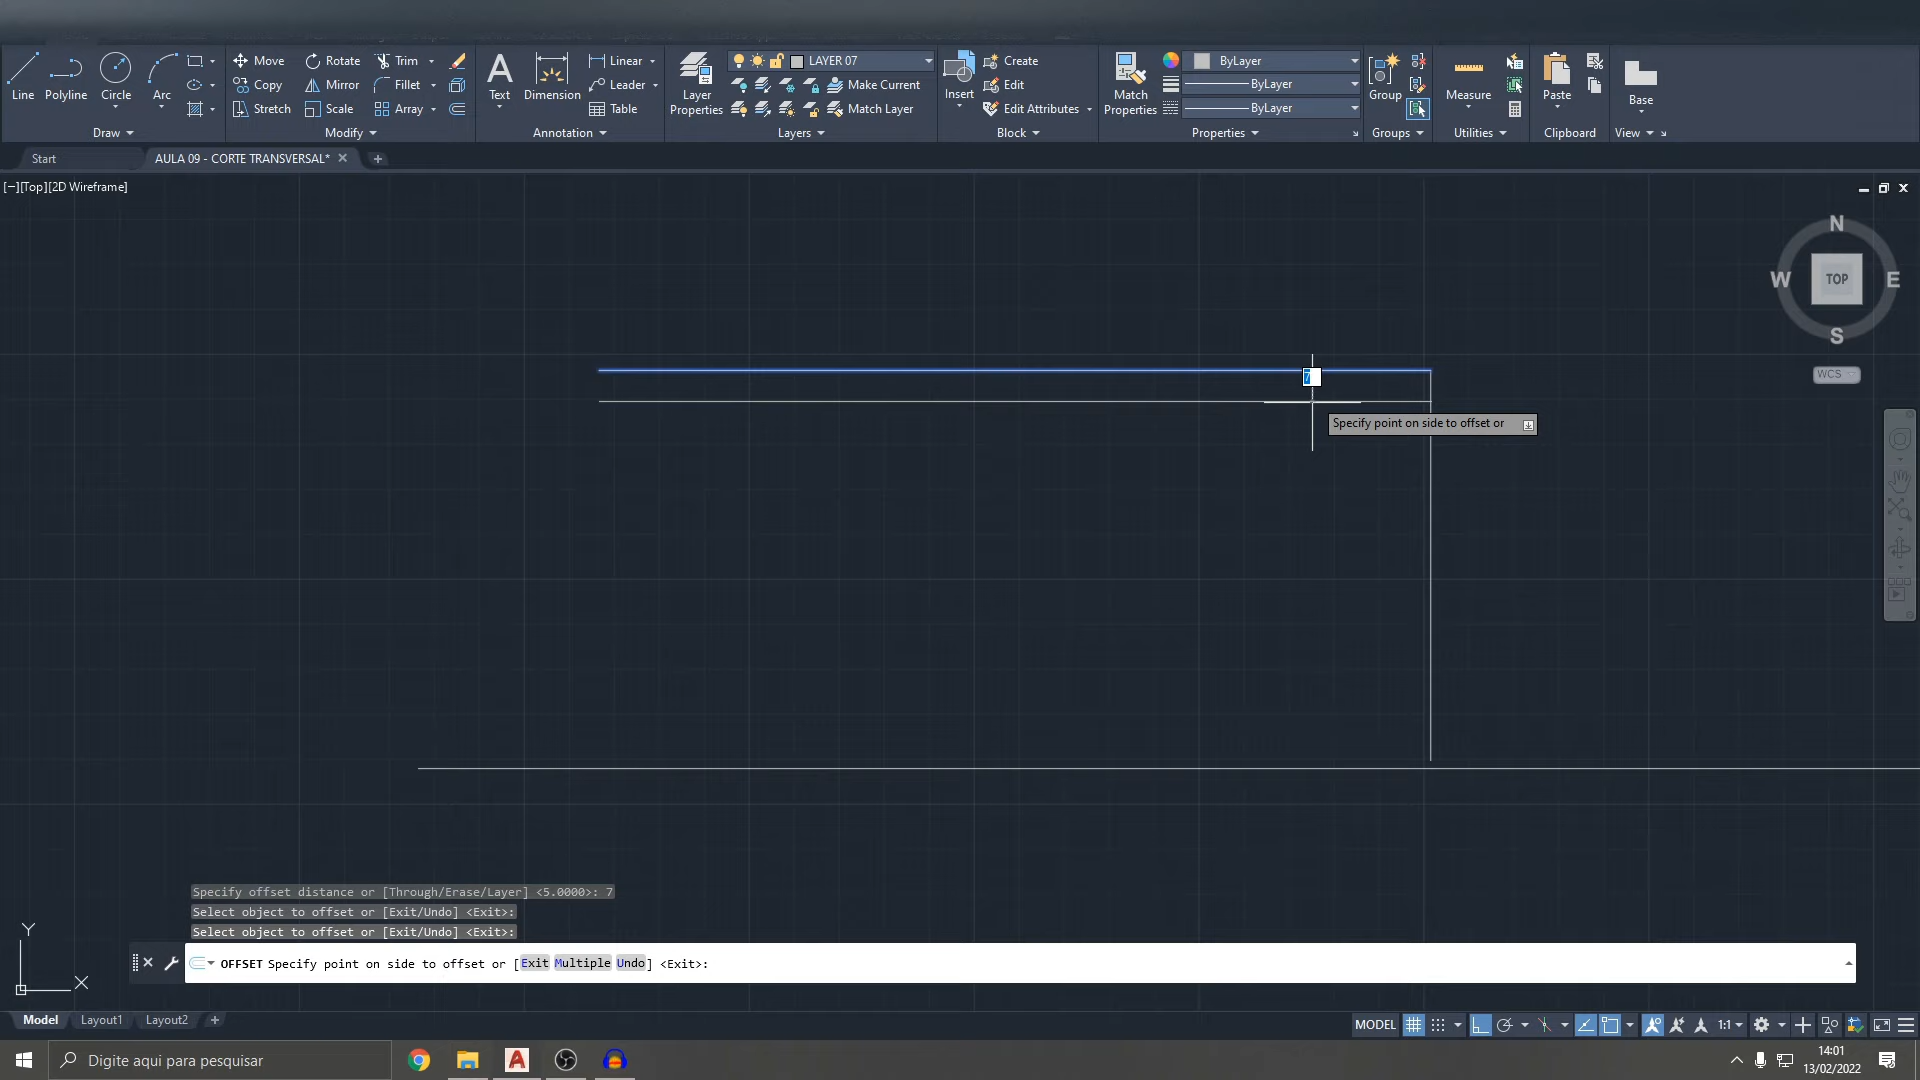 Line
Polyline
Circle
Arc
Move
Rotate
Trim
Copy
Mirror
Fillet
Stretch
Scale
Array
Text
Dimension
Linear
Leader
Table
Layer
Properties
LAYER 07
Make Current
Match Layer
Insert
Create
Edit
Edit Attributes
Match
Properties
ByLayer
ByLayer
ByLayer
Group
Measure
Paste
Base
Draw
Modify
Annotation
Layers
Block
Properties
Groups
Utilities
Clipboard
View
Start
AULA 09 - CORTE TRANSVERSAL*
[−][Top][2D Wireframe]
N
W
TOP
E
S
WCS
7
Specify point on side to offset or
Specify offset distance or [Through/Erase/Layer] <5.0000>: 7
Select object to offset or [Exit/Undo] <Exit>:
Select object to offset or [Exit/Undo] <Exit>:
OFFSET Specify point on side to offset or [Exit Multiple Undo] <Exit>:
Y
X
Model
Layout1
Layout2
MODEL
1:1
Digite aqui para pesquisar
14:01
13/02/2022